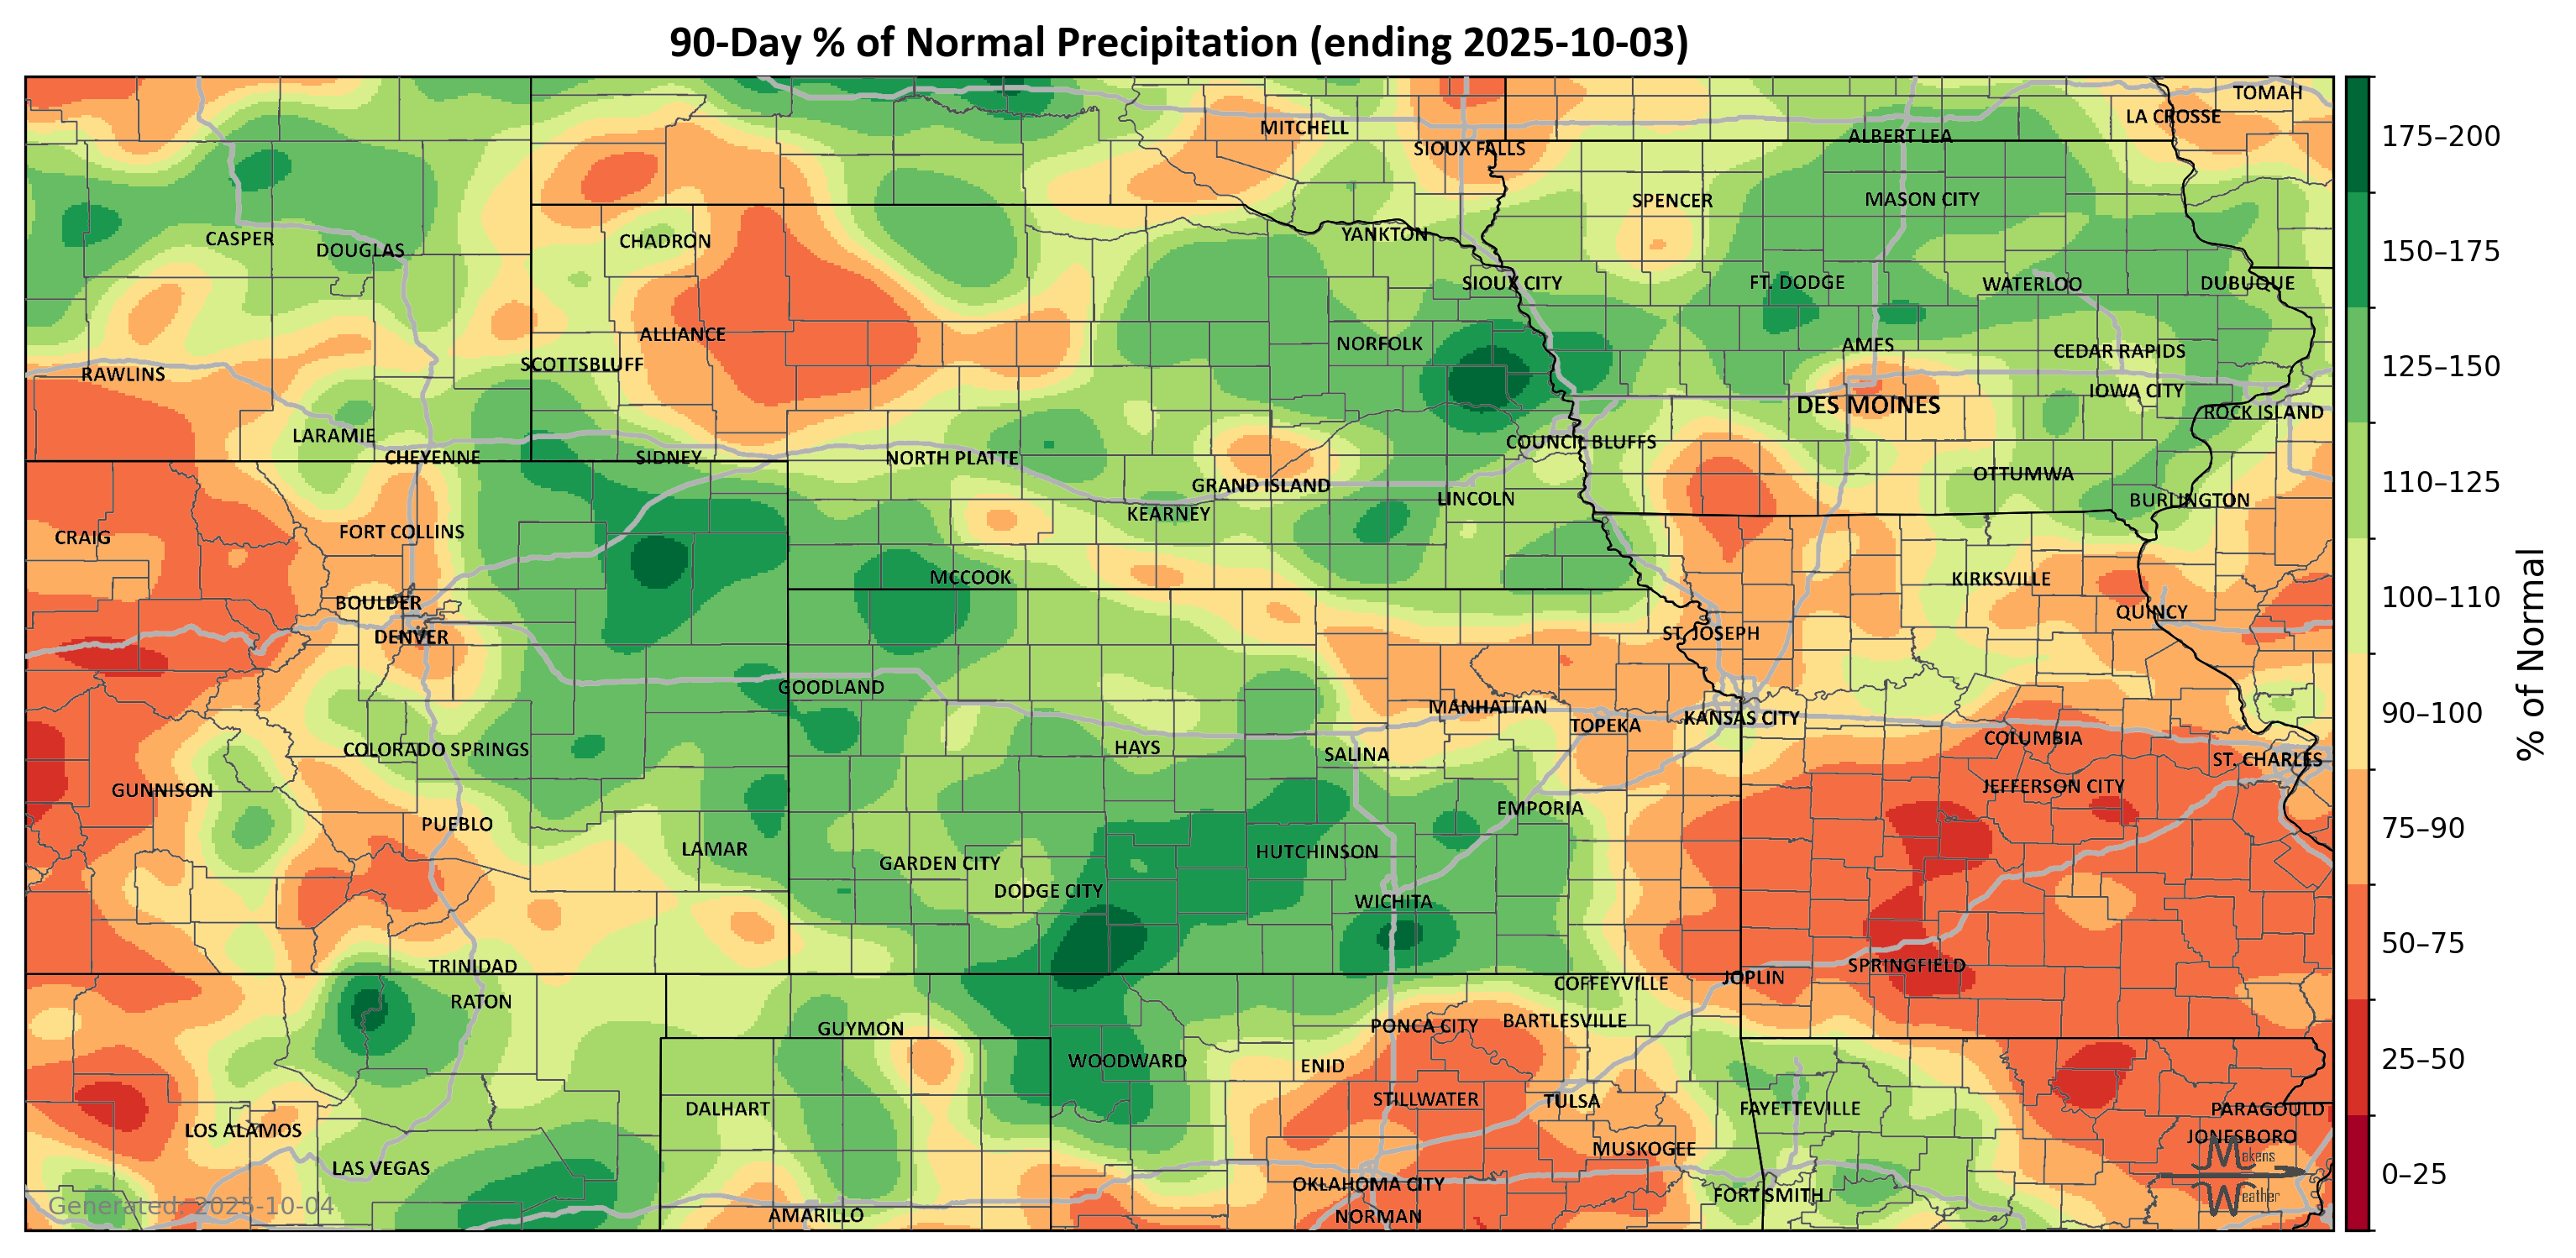 90-Day % of Normal Precipitation (ending 2025-10-03)
TOMAH
LA CROSSE
MITCHELL
ALBERT LEA
SIOUX FALLS
SPENCER
MASON CITY
CASPER
DOUGLAS
CHADRON
YANKTON
SIOUX CITY
FT. DODGE
WATERLOO
DUBUQUE
ALLIANCE
NORFOLK
AMES
CEDAR RAPIDS
SCOTTSBLUFF
RAWLINS
IOWA CITY
DES MOINES
ROCK ISLAND
LARAMIE
COUNCIL BLUFFS
CHEYENNE
SIDNEY
NORTH PLATTE
OTTUMWA
GRAND ISLAND
LINCOLN
BURLINGTON
KEARNEY
CRAIG
FORT COLLINS
MCCOOK
KIRKSVILLE
BOULDER
QUINCY
DENVER
ST. JOSEPH
GOODLAND
MANHATTAN
TOPEKA
KANSAS CITY
COLUMBIA
COLORADO SPRINGS
HAYS
SALINA
ST. CHARLES
GUNNISON
JEFFERSON CITY
EMPORIA
PUEBLO
LAMAR
GARDEN CITY
HUTCHINSON
DODGE CITY
WICHITA
TRINIDAD
SPRINGFIELD
JOPLIN
COFFEYVILLE
RATON
GUYMON
PONCA CITY
BARTLESVILLE
WOODWARD
ENID
STILLWATER
TULSA
DALHART
FAYETTEVILLE
PARAGOULD
LOS ALAMOS
JONESBORO
MUSKOGEE
LAS VEGAS
OKLAHOMA CITY
FORT SMITH
AMARILLO
NORMAN
Makens
Weather
Generated: 2025-10-04
175–200
150–175
125–150
110–125
100–110
90–100
75–90
50–75
25–50
0–25
% of Normal